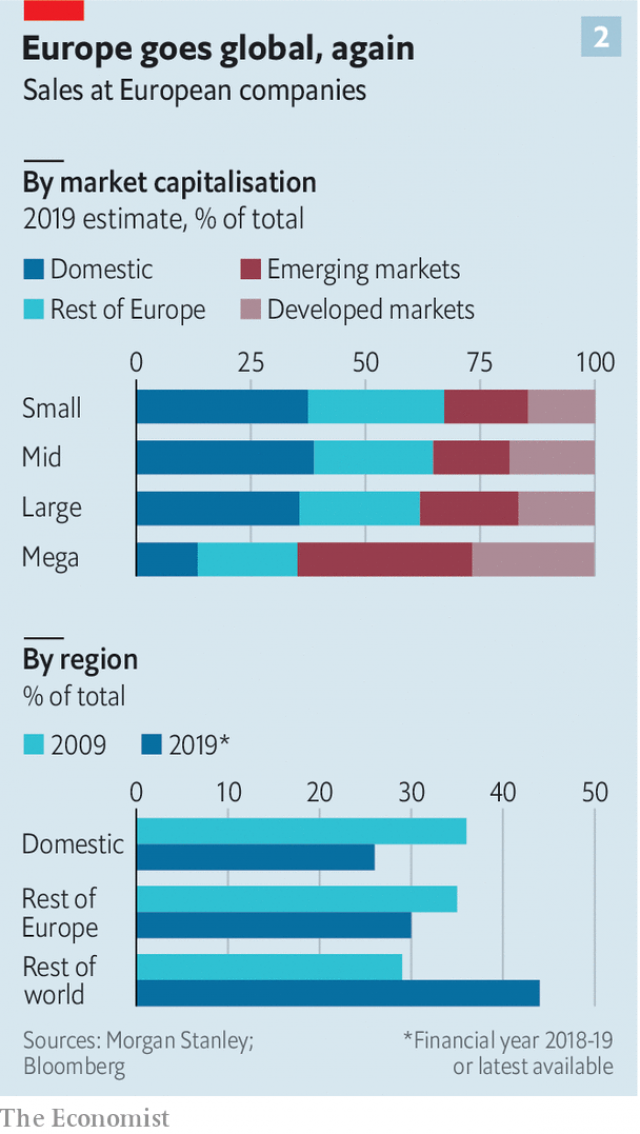 Europe goes global, again
2
Sales at European companies
By market capitalisation
2019 estimate, % of total
Domestic
Emerging markets
Rest of Europe
Developed markets
0 25 50 75 100
Small
Mid
Large
Mega
By region
% of total
2009 2019*
0 10 20 30 40 50
Domestic
Rest of
Europe
Rest of
world
Sources: Morgan Stanley;
Bloomberg
*Financial year 2018-19
or latest available
The Economist